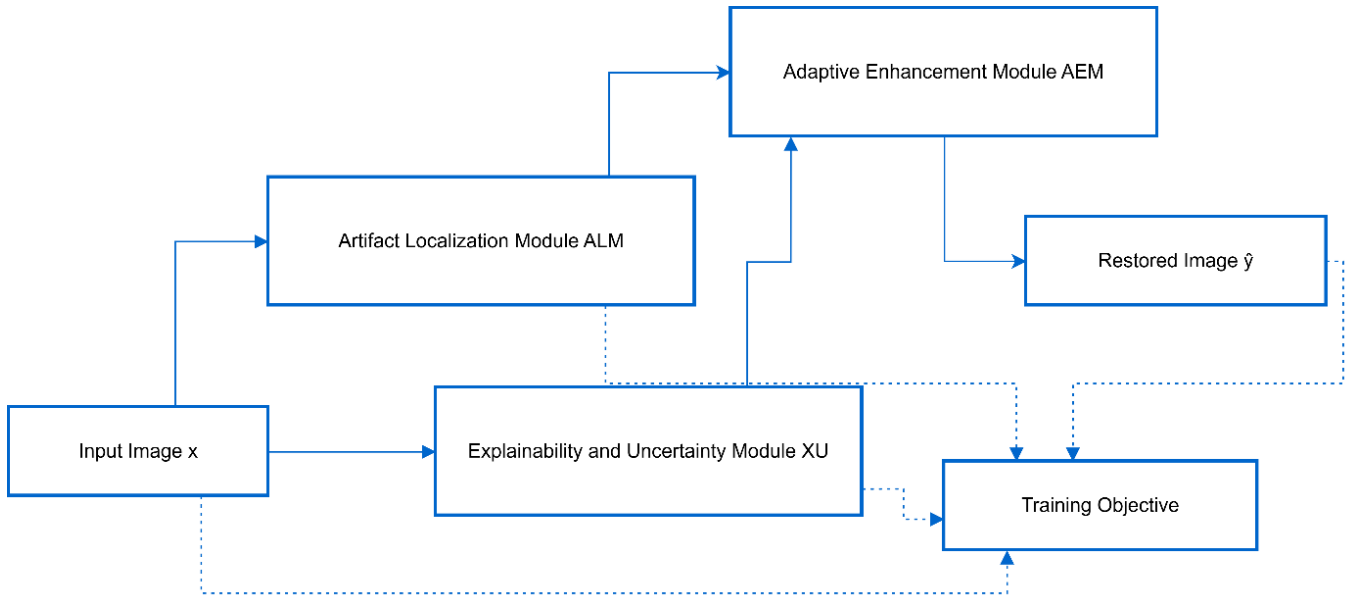 Adaptive Enhancement Module AEM
Artifact Localization Module ALM
Restored Image ŷ
Input Image x
Explainability and Uncertainty Module XU
Training Objective